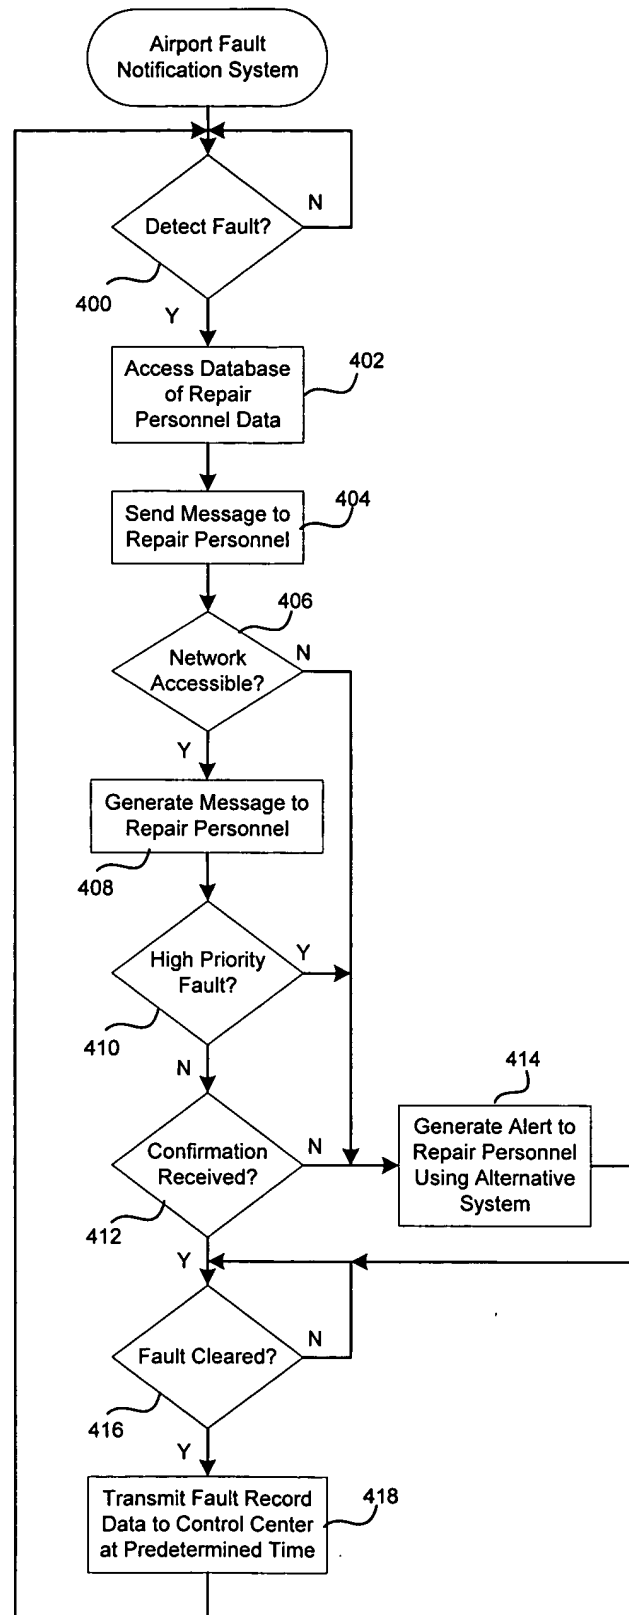 Airport Fault
Notification System
N
Detect Fault?
400
Y
402
Access Database
of Repair
Personnel Data
404
Send Message to
Repair Personnel
406
N
Network
Accessible?
Y
Generate Message to
Repair Personnel
408
Y
High Priority
Fault?
410
N
414
Confirmation
Received?
N
Generate Alert to
Repair Personnel
Using Alternative
System
412
Y
N
Fault Cleared?
416
Y
418
Transmit Fault Record
Data to Control Center
at Predetermined Time